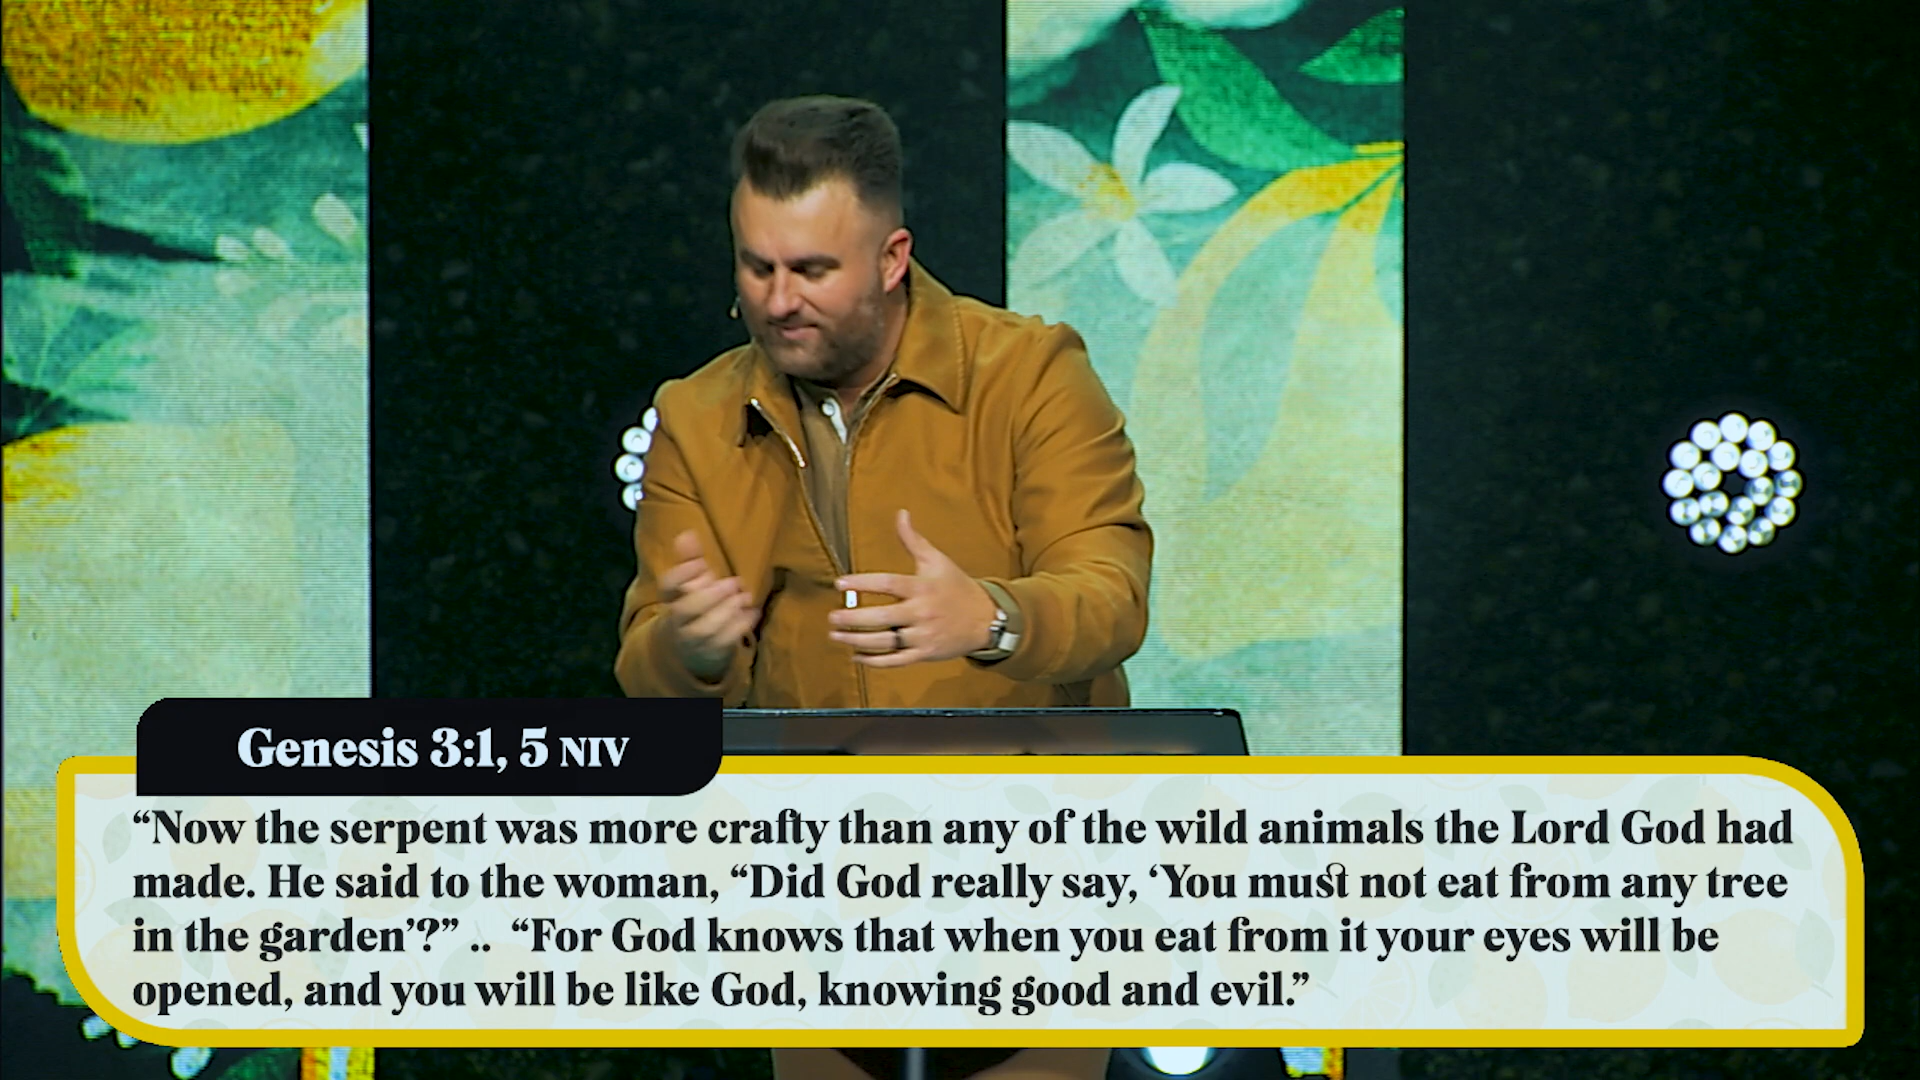 Genesis 3:1, 5 NIV
“Now the serpent was more crafty than any of the wild animals the Lord God had
made. He said to the woman, “Did God really say, ‘You must not eat from any tree
in the garden’?” .. “For God knows that when you eat from it your eyes will be
opened, and you will be like God, knowing good and evil.”